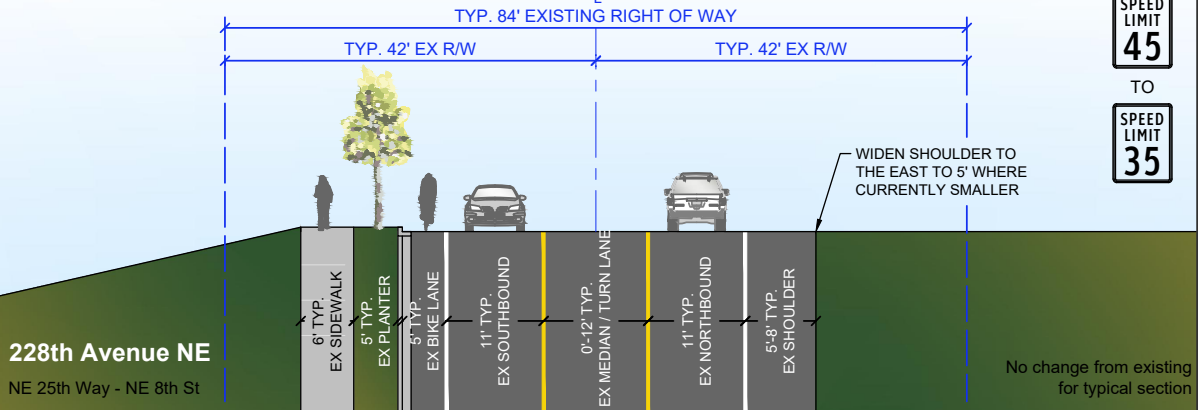 L
TYP. 84' EXISTING RIGHT OF WAY
TYP. 42' EX R/W
TYP. 42' EX R/W
SPEED
LIMIT
45
TO
SPEED
LIMIT
35
WIDEN SHOULDER TO
THE EAST TO 5' WHERE
CURRENTLY SMALLER
6' TYP.
EX SIDEWALK
5' TYP.
EX PLANTER
5' TYP.
EX BIKE LANE
11' TYP.
EX SOUTHBOUND
0'-12' TYP.
EX MEDIAN / TURN LANE
11' TYP.
EX NORTHBOUND
5'-8' TYP.
EX SHOULDER
228th Avenue NE
NE 25th Way - NE 8th St
No change from existing
for typical section